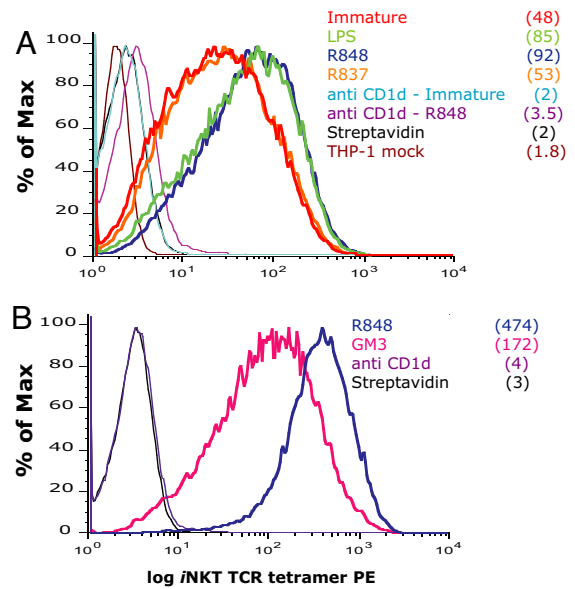 A
Immature (48)
LPS (85)
R848 (92)
R837 (53)
anti CD1d - Immature (2)
anti CD1d - R848 (3.5)
Streptavidin (2)
THP-1 mock (1.8)
% of Max
100
80
60
40
20
0
10⁰ 10¹ 10² 10³ 10⁴
B
R848 (474)
GM3 (172)
anti CD1d (4)
Streptavidin (3)
% of Max
100
80
60
40
20
0
10⁰ 10¹ 10² 10³ 10⁴
log iNKT TCR tetramer PE